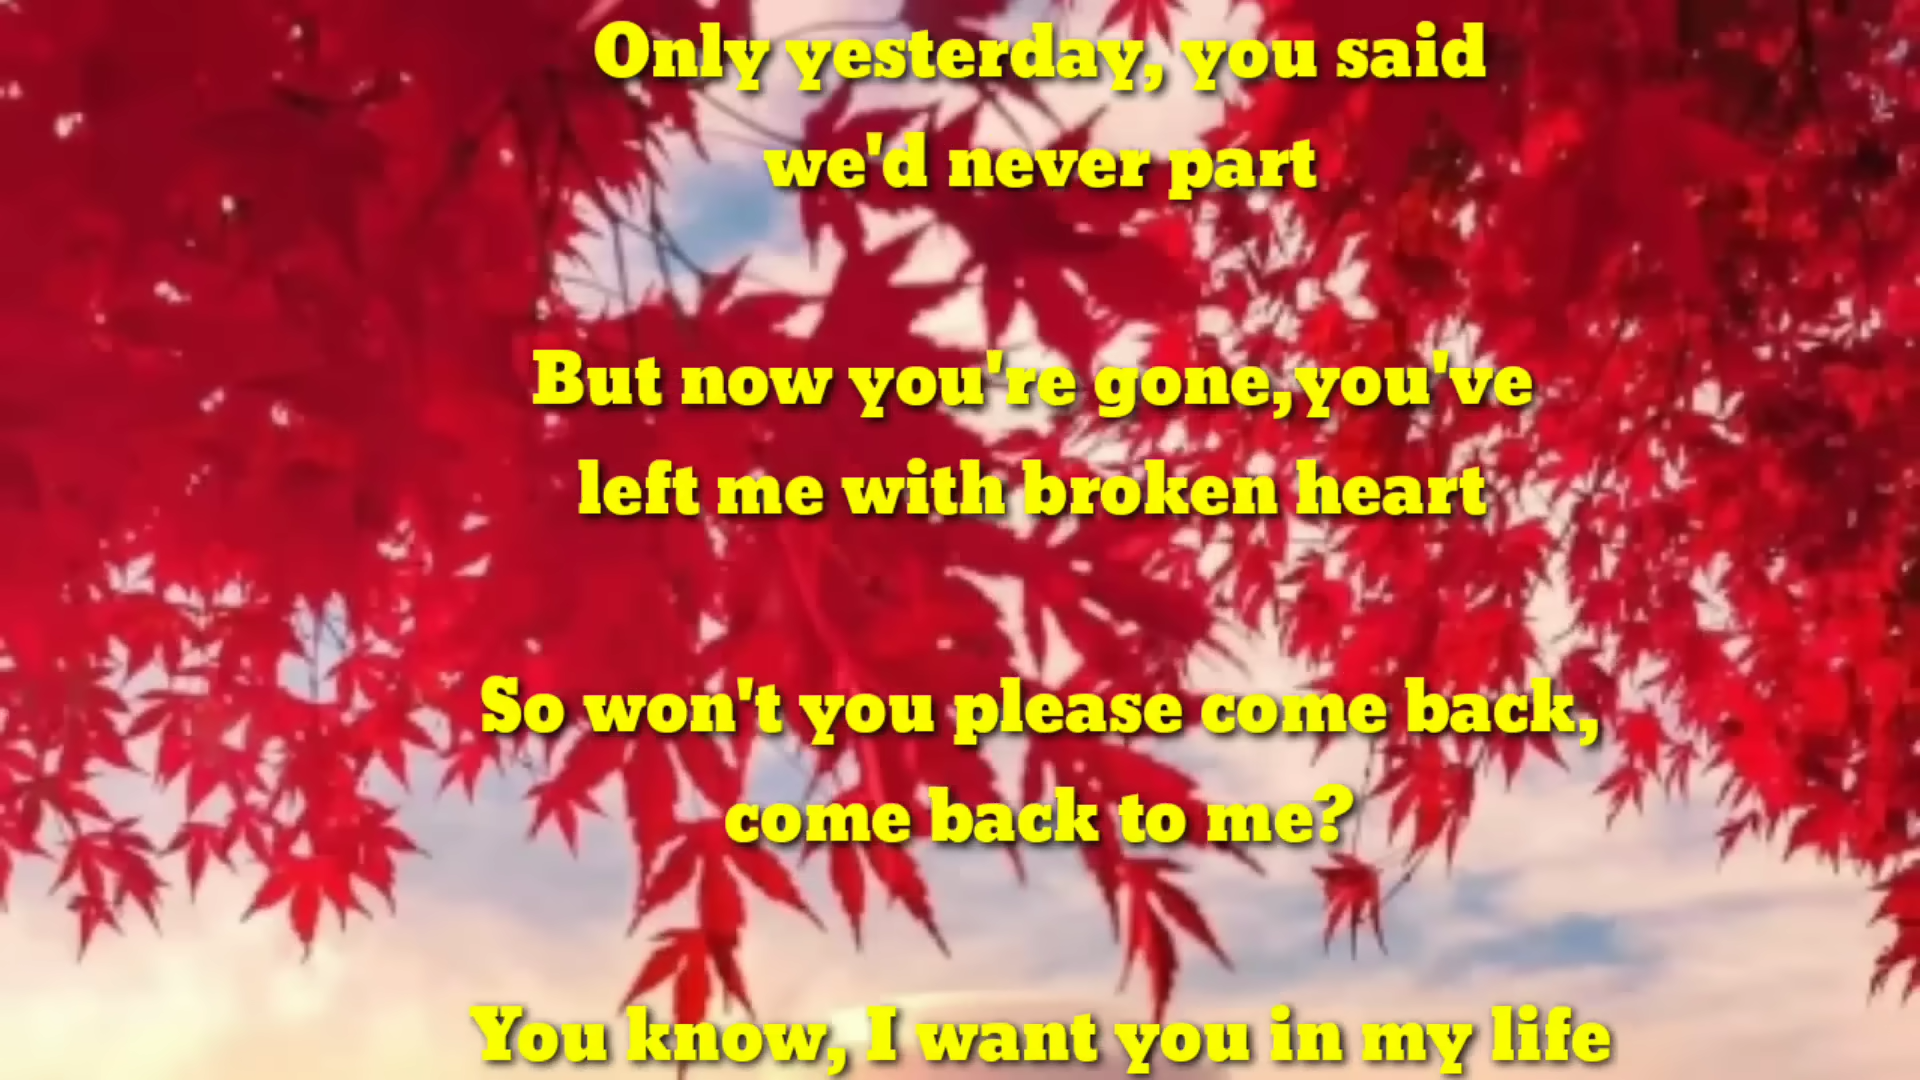 Only yesterday, you said
we'd never part
But now you're gone,you've
left me with broken heart
So won't you please come back,
come back to me?
You know, I want you in my life